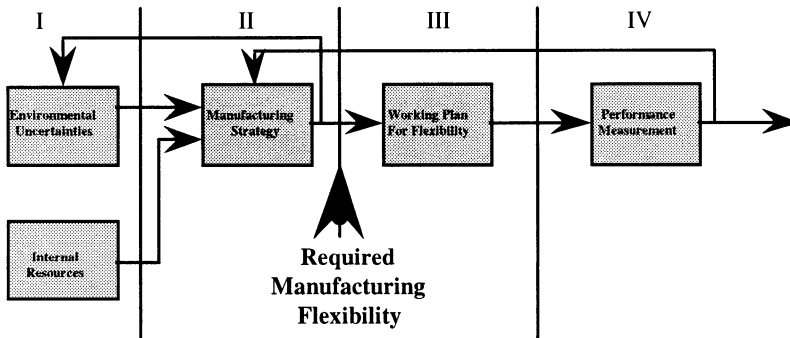 I
II
III
IV
Environmental
Uncertainties
Manufacturing
Strategy
Working Plan
For Flexibility
Performance
Measurement
Internal
Resources
Required
Manufacturing
Flexibility